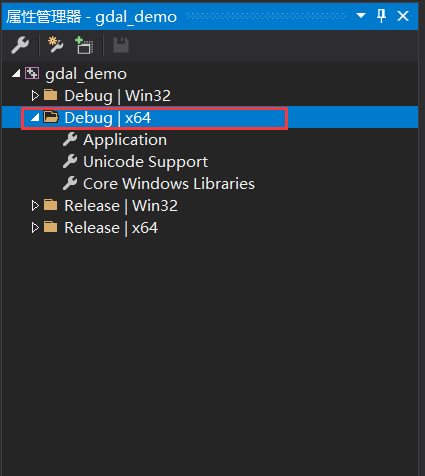 属性管理器 - gdal_demo
gdal_demo
Debug | Win32
Debug | x64
Application
Unicode Support
Core Windows Libraries
Release | Win32
Release | x64